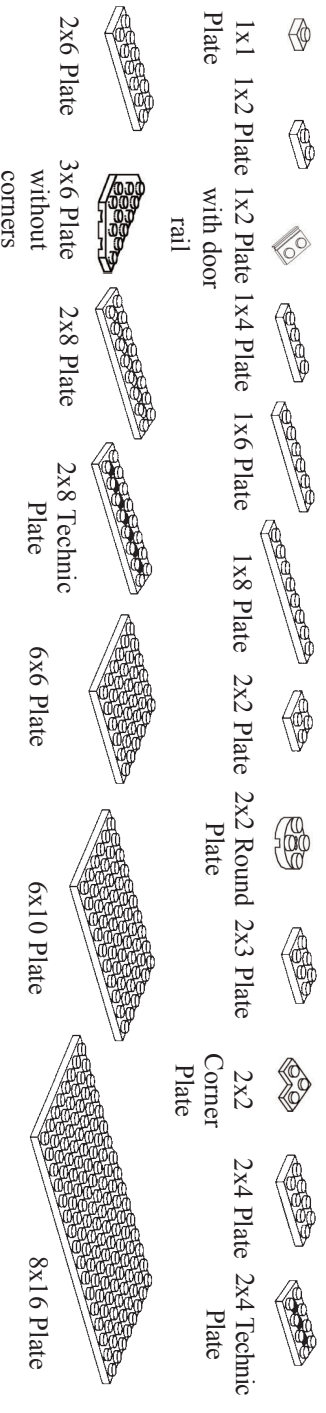 1x1
Plate
1x2 Plate
1x2 Plate
with door
rail
1x4 Plate
1x6 Plate
1x8 Plate
2x2 Plate
2x2 Round
Plate
2x3 Plate
2x2
Corner
Plate
2x4 Plate
2x4 Technic
Plate
2x6 Plate
3x6 Plate
without
corners
2x8 Plate
2x8 Technic
Plate
6x6 Plate
6x10 Plate
8x16 Plate